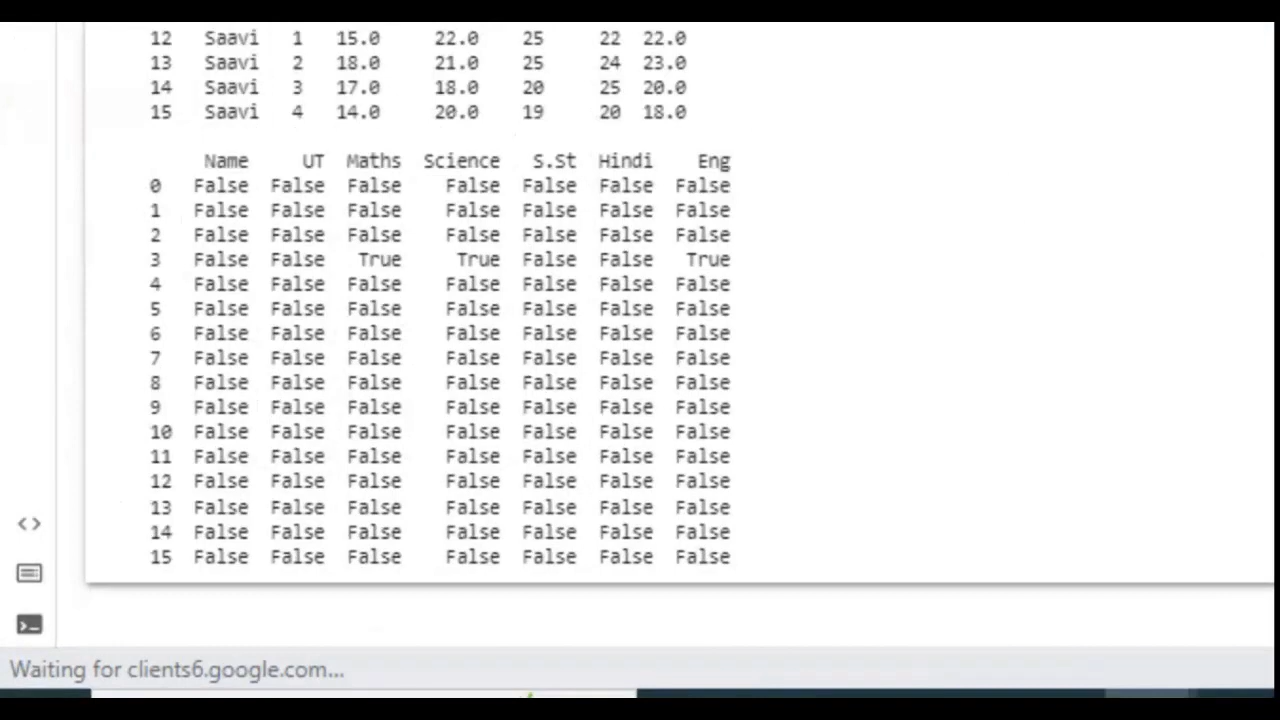 12 Saavi 1 15.0 22.0 25 22 22.0
13 Saavi 2 18.0 21.0 25 24 23.0
14 Saavi 3 17.0 18.0 20 25 20.0
15 Saavi 4 14.0 20.0 19 20 18.0
Name UT Maths Science S.St Hindi Eng
0 False False False False False False False
1 False False False False False False False
2 False False False False False False False
3 False False True True False False True
4 False False False False False False False
5 False False False False False False False
6 False False False False False False False
7 False False False False False False False
8 False False False False False False False
9 False False False False False False False
10 False False False False False False False
11 False False False False False False False
12 False False False False False False False
13 False False False False False False False
14 False False False False False False False
15 False False False False False False False
Waiting for clients6.google.com...